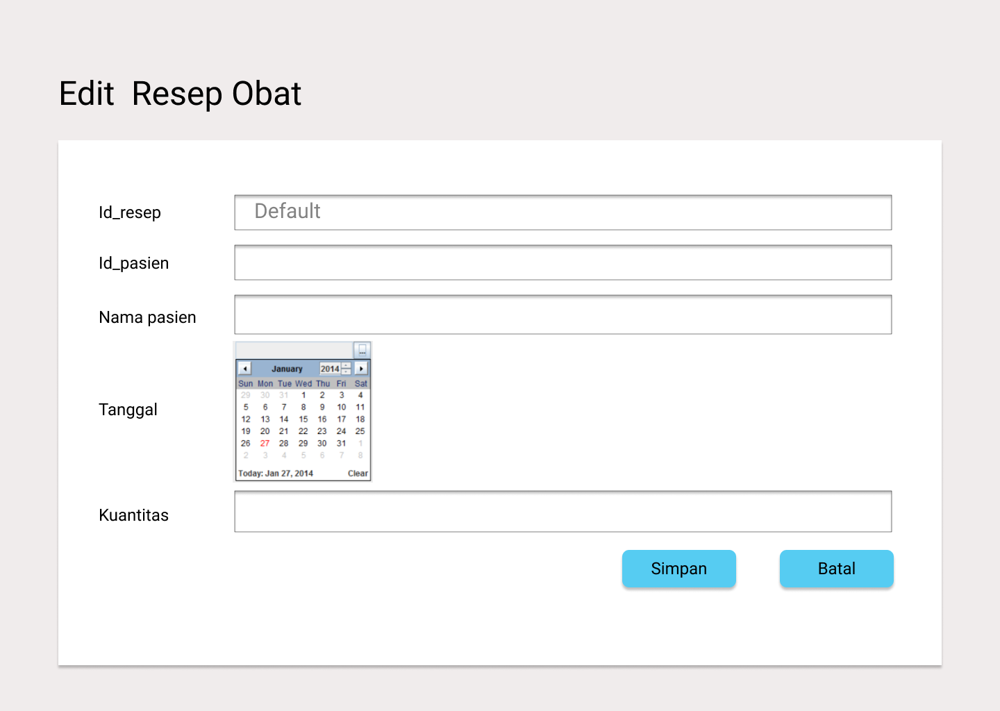 Edit Resep Obat
Id_resep Default
Id_pasien
Nama pasien
...
January 2014
Sun Mon Tue Wed Thu Fri Sat
29 30 31 1 2 3 4
5 6 7 8 9 10 11
Tanggal
12 13 14 15 16 17 18
19 20 21 22 23 24 25
26 27 28 29 30 31 1
2 3 4 5 6 7 8
Today: Jan 27, 2014 Clear
Kuantitas
Simpan Batal